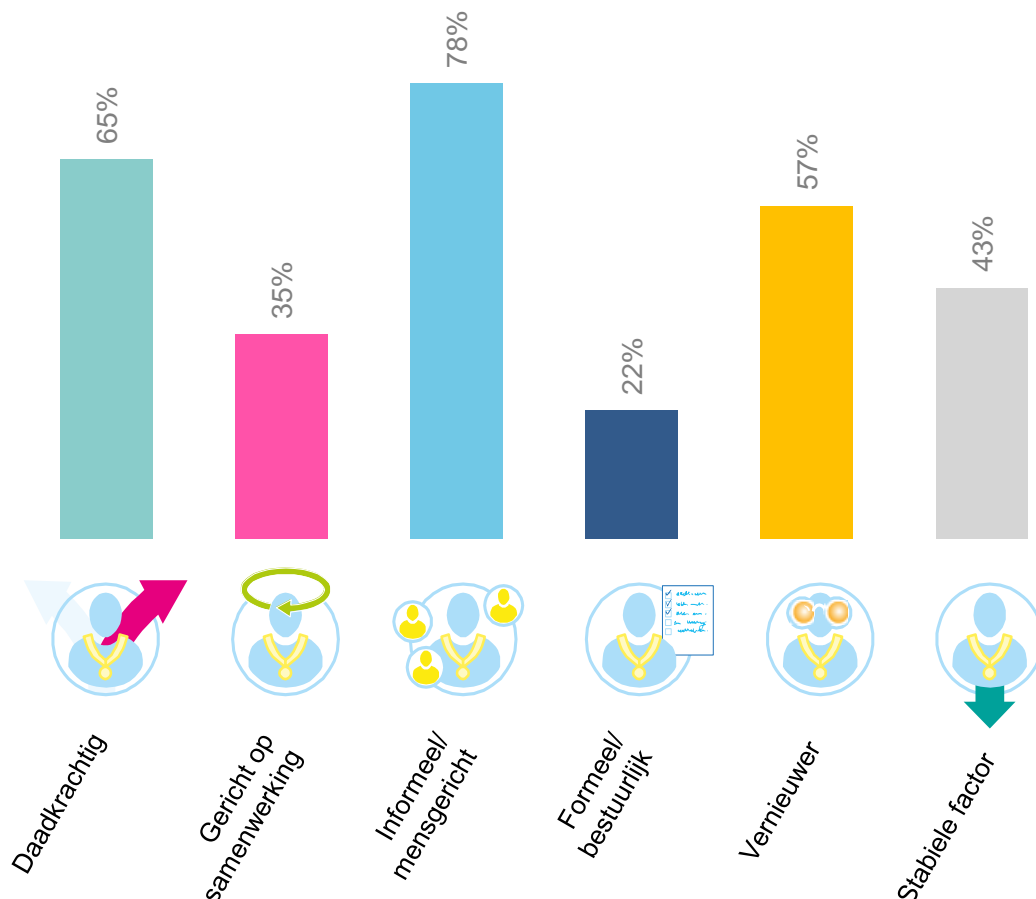 65%
35%
78%
22%
57%
43%
Daadkrachtig
Gericht op
samenwerking
Informeel/
mensgericht
Formeel/
bestuurlijk
Vernieuwer
Stabiele factor